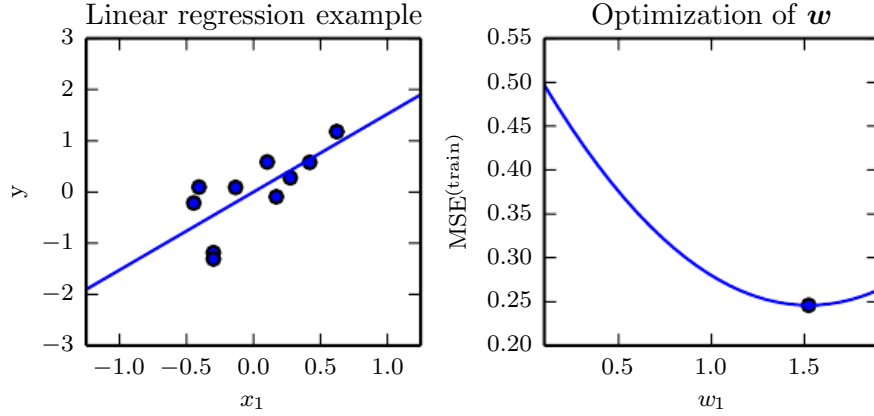 Linear regression example
3
2
1
0
−1
−2
−3
y
−1.0 −0.5 0.0 0.5 1.0
x₁
Optimization of w
0.55
0.50
0.45
0.40
0.35
0.30
0.25
0.20
MSE(train)
0.5 1.0 1.5
w₁